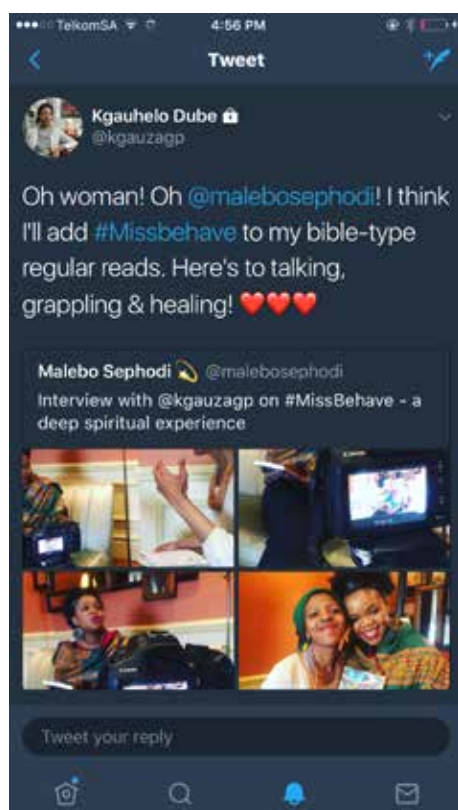 TelkomSA
4:56 PM
Tweet
Kgauhelo Dube
@kgauzagp
Oh woman! Oh @malebosephodi! I think
I'll add #Missbehave to my bible-type
regular reads. Here's to talking,
grappling & healing! ❤️❤️❤️
Malebo Sephodi 💫 @malebosephodi
Interview with @kgauzagp on #MissBehave - a
deep spiritual experience
Canon
Tweet your reply